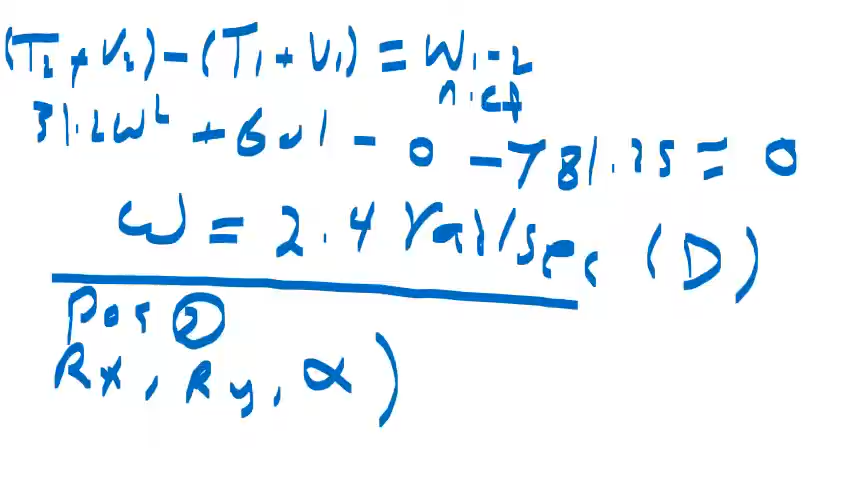 (T2 + V2) - (T1 + V1) = W1-2
n.c.f
31.2ω² + 601 - 0 - 781.25 = 0
ω = 2.4 rad/sec (D)
Pos ②
Rx, Ry, α)